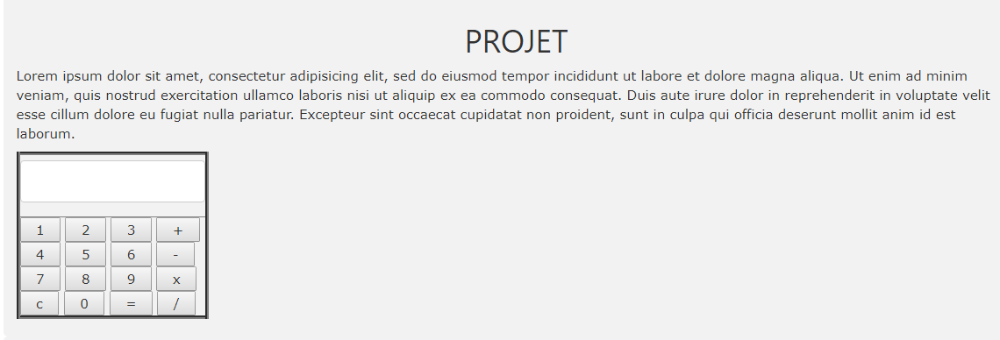 PROJET
Lorem ipsum dolor sit amet, consectetur adipisicing elit, sed do eiusmod tempor incididunt ut labore et dolore magna aliqua. Ut enim ad minim
veniam, quis nostrud exercitation ullamco laboris nisi ut aliquip ex ea commodo consequat. Duis aute irure dolor in reprehenderit in voluptate velit
esse cillum dolore eu fugiat nulla pariatur. Excepteur sint occaecat cupidatat non proident, sunt in culpa qui officia deserunt mollit anim id est
laborum.
1 2 3 +
4 5 6 -
7 8 9 x
c 0 = /